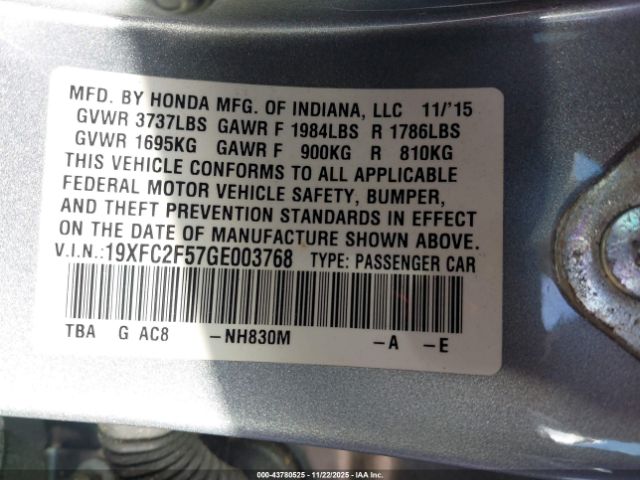 MFD. BY HONDA MFG. OF INDIANA, LLC 11/'15
GVWR 3737LBS GAWR F 1984LBS R 1786LBS
GVWR 1695KG GAWR F 900KG R 810KG
THIS VEHICLE CONFORMS TO ALL APPLICABLE
FEDERAL MOTOR VEHICLE SAFETY, BUMPER,
AND THEFT PREVENTION STANDARDS IN EFFECT
ON THE DATE OF MANUFACTURE SHOWN ABOVE.
V.I.N.:19XFC2F57GE003768 TYPE: PASSENGER CAR
TBA G AC8 -NH830M -A -E
000-43780525 - 11/22/2025 - IAAI.COM